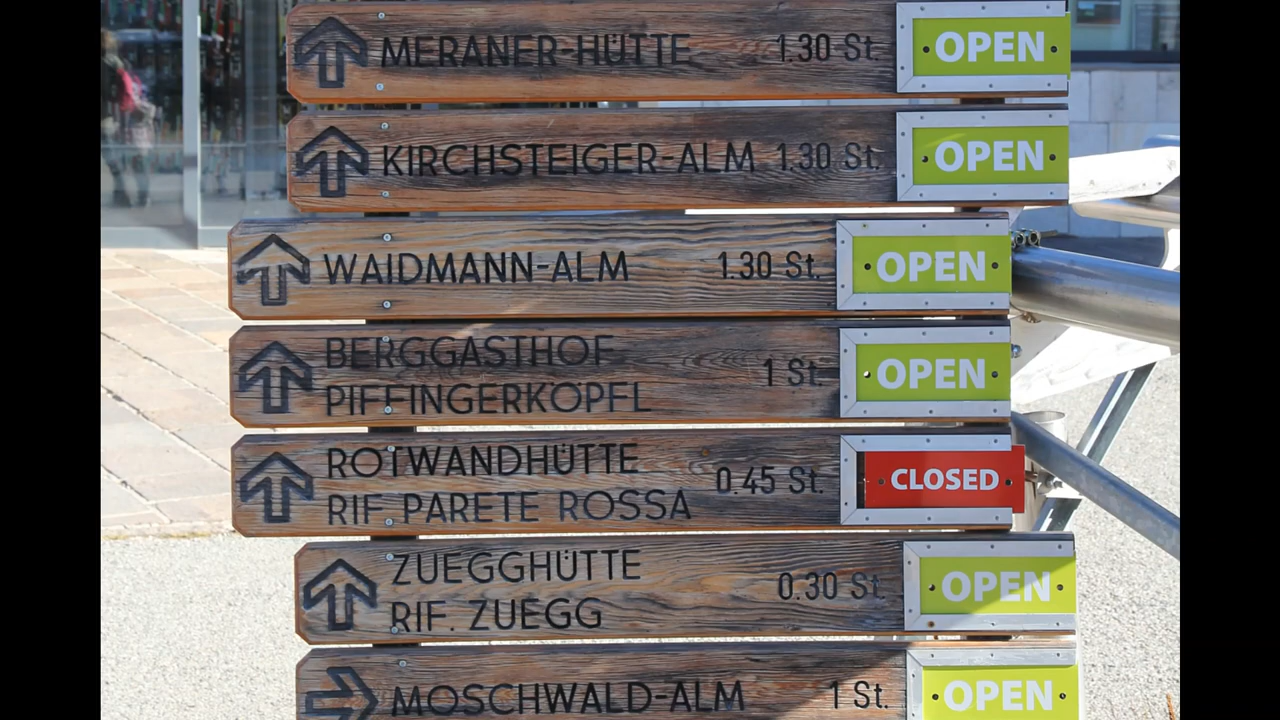 MERANER-HÜTTE 1.30 St. OPEN
KIRCHSTEIGER-ALM 1.30 St. OPEN
WAIDMANN-ALM 1.30 St. OPEN
BERGGASTHOF
PIFFINGERKÖPFL 1 St. OPEN
ROTWANDHÜTTE
RIF. PARETE ROSSA 0.45 St. CLOSED
ZUEGGHÜTTE
RIF. ZUEGG 0.30 St. OPEN
MOSCHWALD-ALM 1 St. OPEN